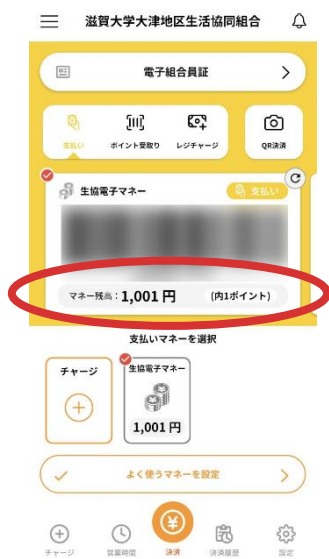 滋賀大学大津地区生活協同組合
電子組合員証
支払い
ポイント受取り
レジチャージ
QR決済
生協電子マネー
支払い
マネー残高：1,001 円 (内1ポイント)
支払いマネーを選択
チャージ
生協電子マネー
1,001 円
よく使うマネーを設定
チャージ
営業時間
決済
決済履歴
設定